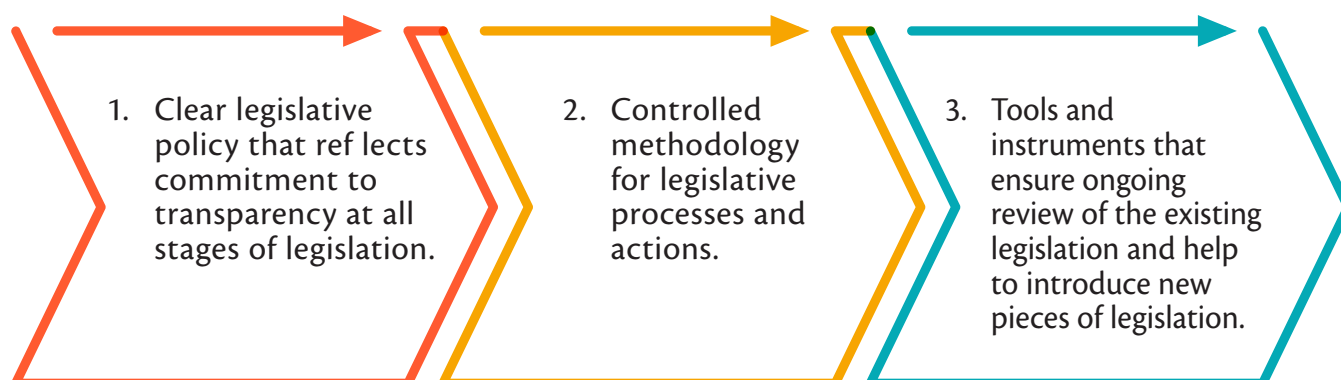 1. Clear legislative
policy that ref lects
commitment to
transparency at all
stages of legislation.
2. Controlled
methodology
for legislative
processes and
actions.
3. Tools and
instruments that
ensure ongoing
review of the existing
legislation and help
to introduce new
pieces of legislation.